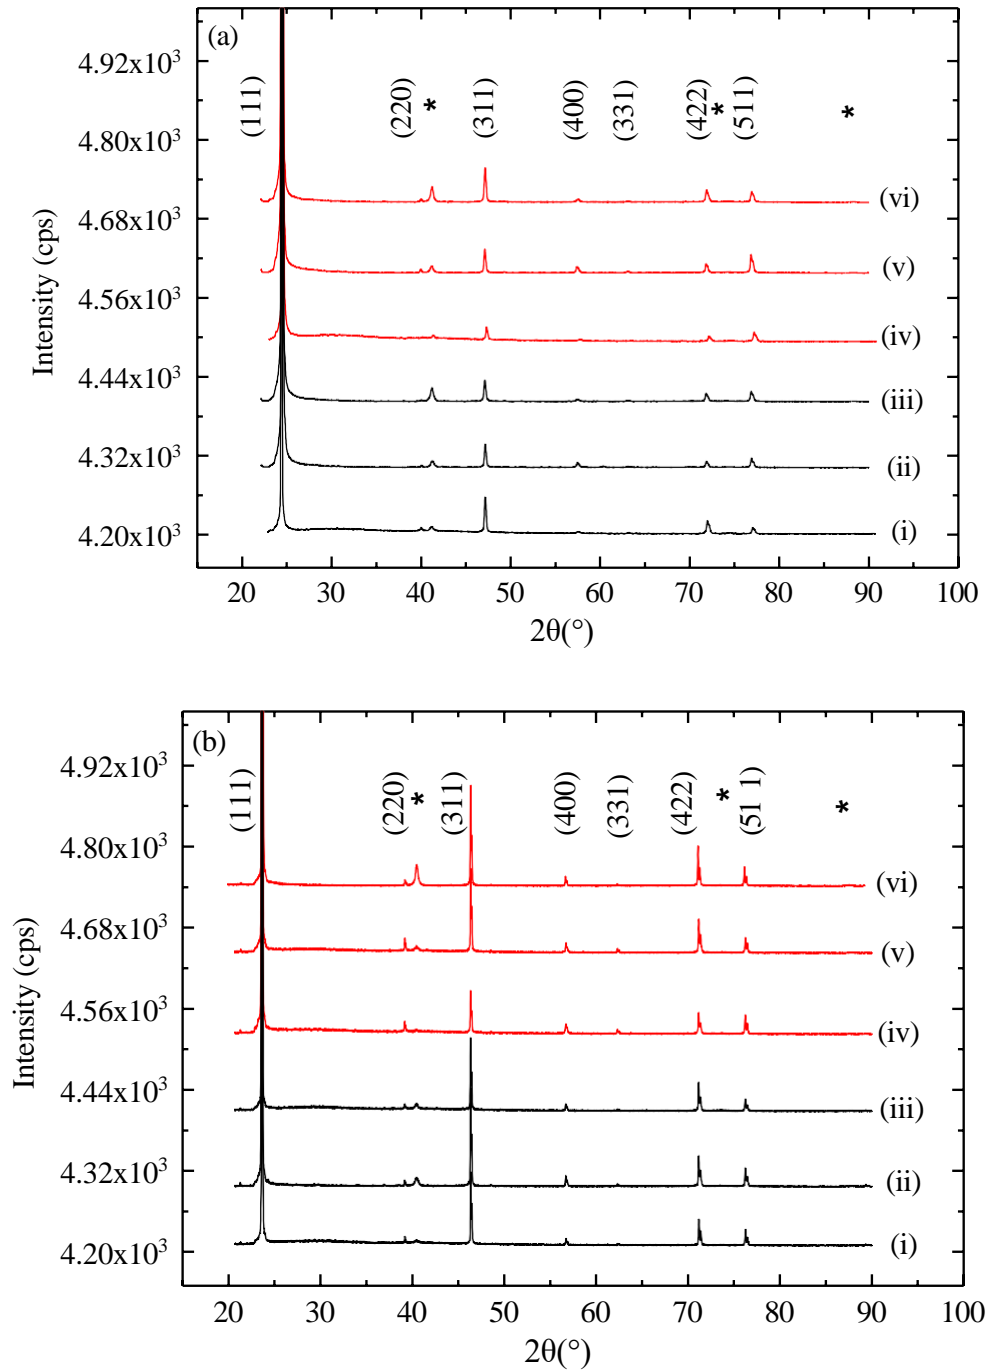 (a)
4.92x10³
4.80x10³
4.68x10³
4.56x10³
4.44x10³
4.32x10³
4.20x10³
Intensity (cps)
(111)
(220)
*
(311)
(400)
(331)
(422)
*
(511)
*
(vi)
(v)
(iv)
(iii)
(ii)
(i)
20 30 40 50 60 70 80 90 100
2θ(°)
(b)
4.92x10³
4.80x10³
4.68x10³
4.56x10³
4.44x10³
4.32x10³
4.20x10³
Intensity (cps)
(111)
(220)
*
(311)
(400)
(331)
(422)
*
(51 1)
*
(vi)
(v)
(iv)
(iii)
(ii)
(i)
20 30 40 50 60 70 80 90 100
2θ(°)